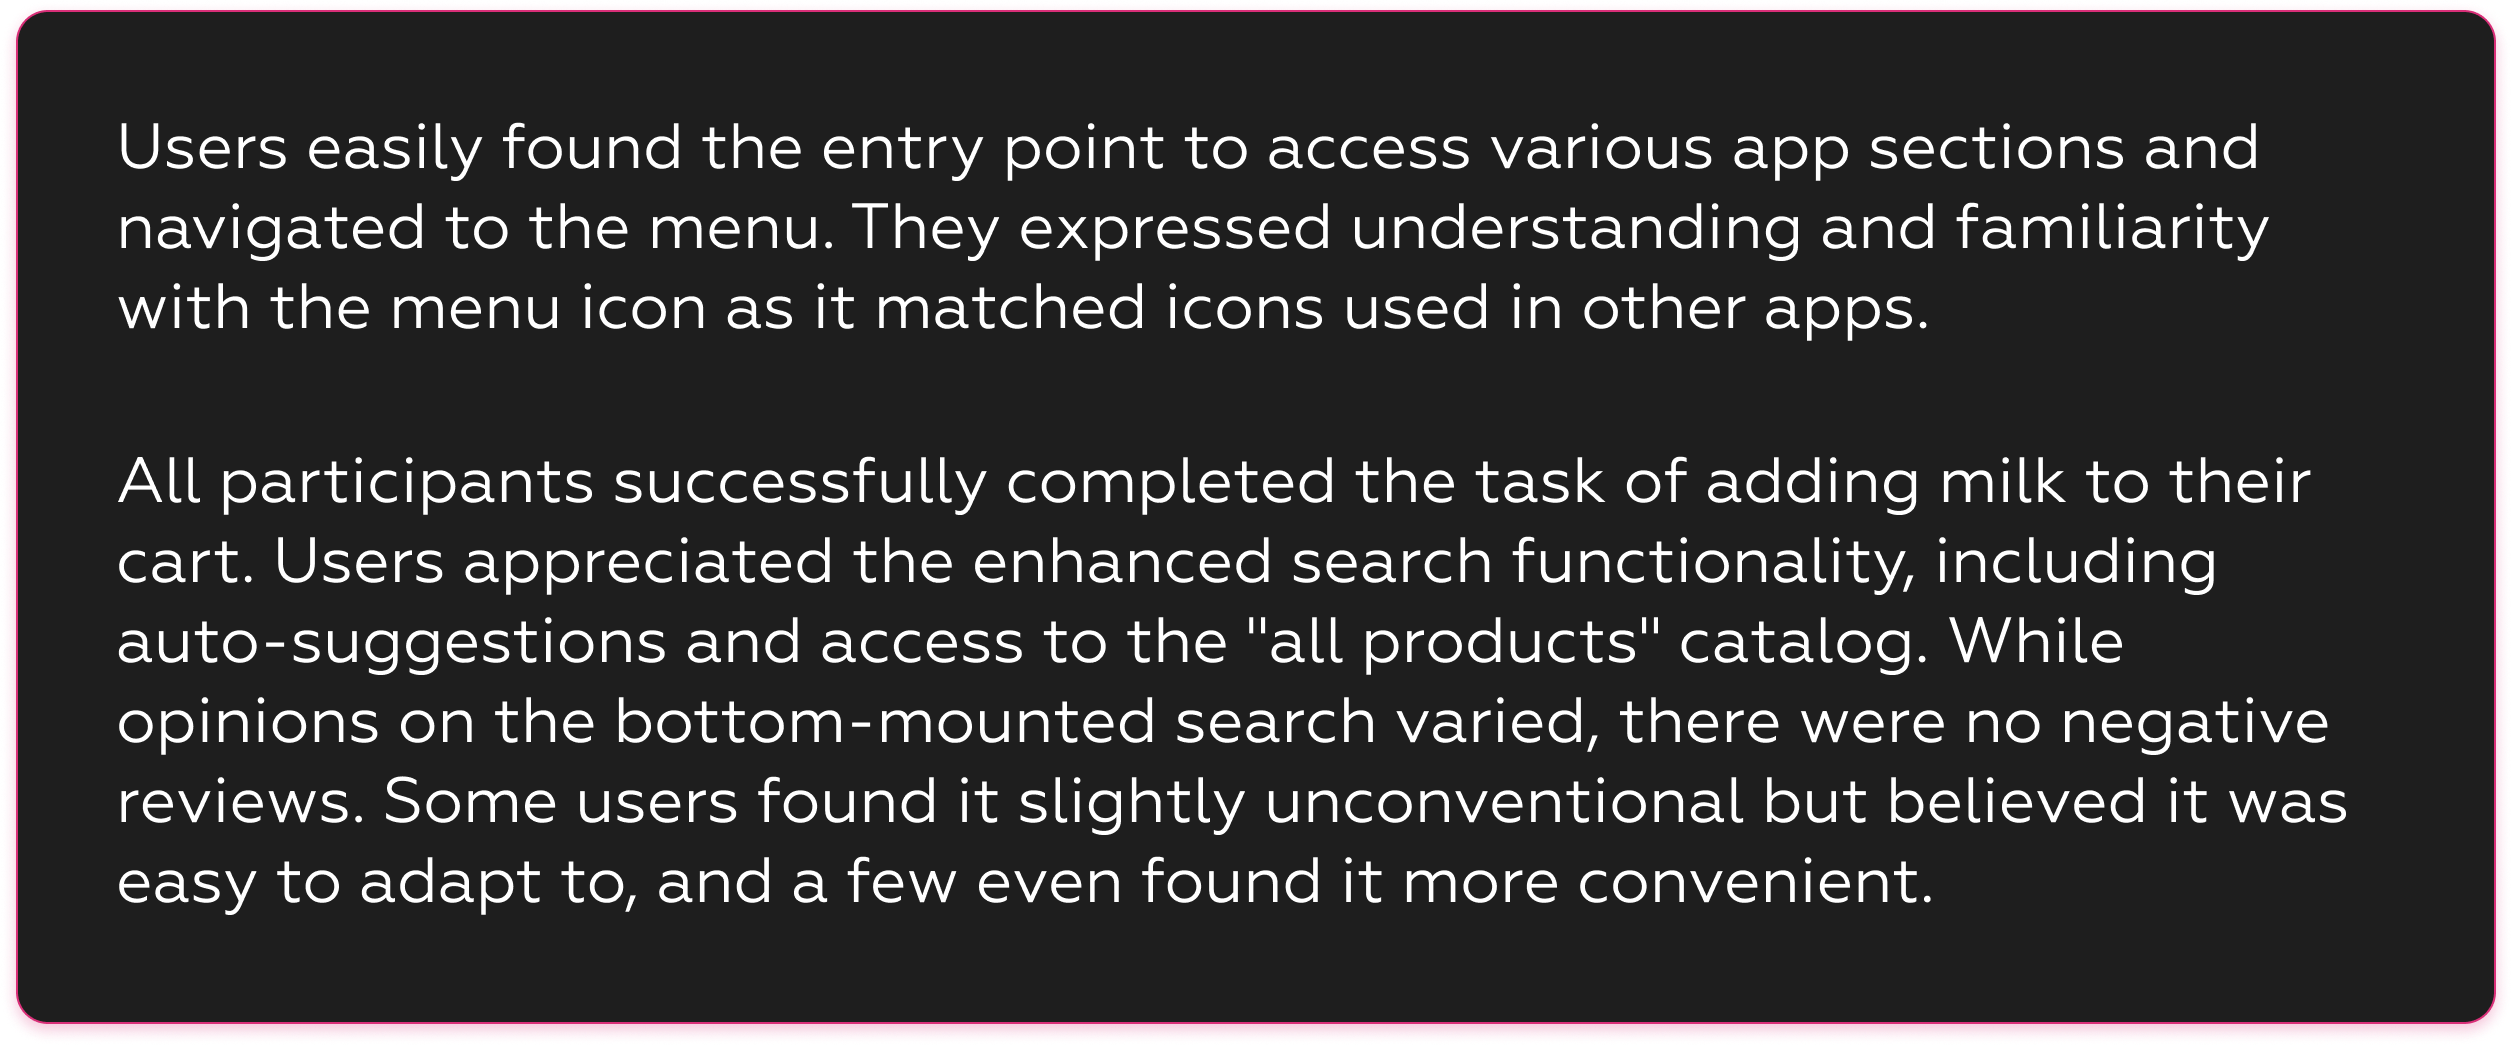 Users easily found the entry point to access various app sections and
navigated to the menu. They expressed understanding and familiarity
with the menu icon as it matched icons used in other apps.
All participants successfully completed the task of adding milk to their
cart. Users appreciated the enhanced search functionality, including
auto-suggestions and access to the "all products" catalog. While
opinions on the bottom-mounted search varied, there were no negative
reviews. Some users found it slightly unconventional but believed it was
easy to adapt to, and a few even found it more convenient.